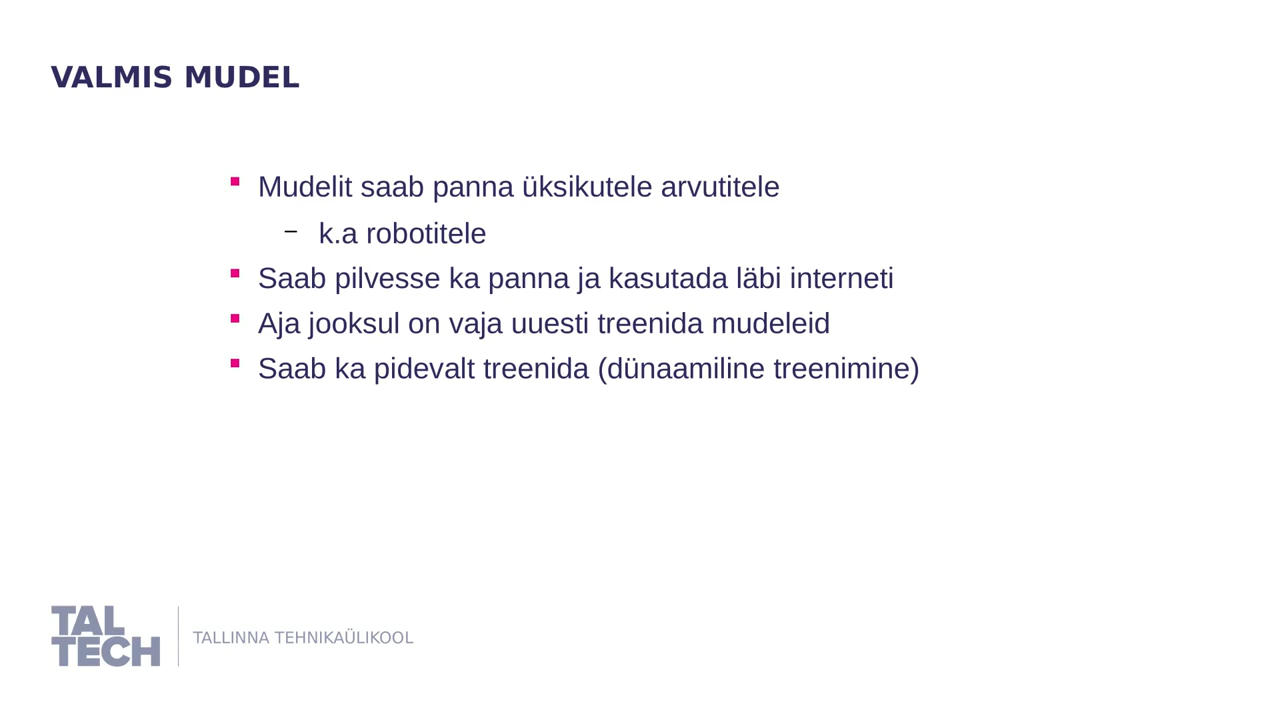 VALMIS MUDEL
Mudelit saab panna üksikutele arvutitele
– k.a robotitele
Saab pilvesse ka panna ja kasutada läbi interneti
Aja jooksul on vaja uuesti treenida mudeleid
Saab ka pidevalt treenida (dünaamiline treenimine)
TAL
TECH
TALLINNA TEHNIKAÜLIKOOL